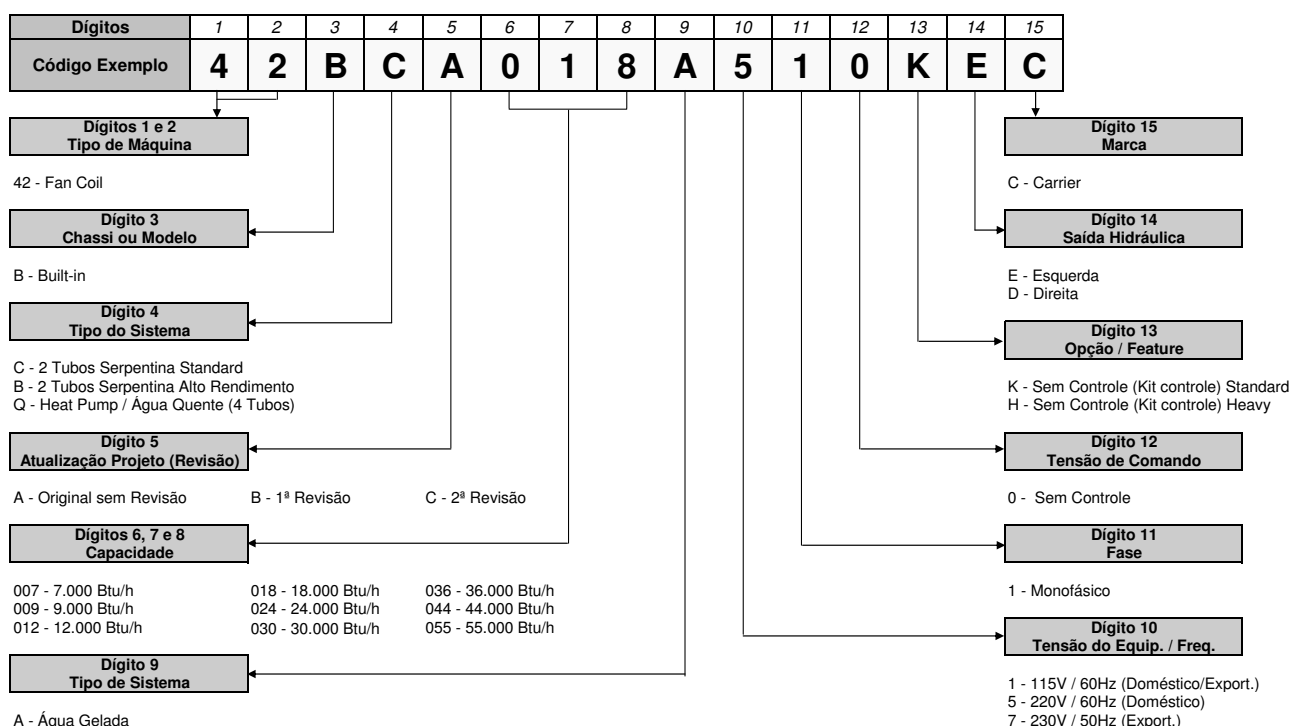 Dígitos 1 2 3 4 5 6 7 8 9 10 11 12 13 14 15
Código Exemplo 4 2 B C A 0 1 8 A 5 1 0 K E C
Dígitos 1 e 2
Tipo de Máquina
42 - Fan Coil
Dígito 3
Chassi ou Modelo
B - Built-in
Dígito 4
Tipo do Sistema
C - 2 Tubos Serpentina Standard
B - 2 Tubos Serpentina Alto Rendimento
Q - Heat Pump / Água Quente (4 Tubos)
Dígito 5
Atualização Projeto (Revisão)
A - Original sem Revisão B - 1ª Revisão C - 2ª Revisão
Dígitos 6, 7 e 8
Capacidade
007 - 7.000 Btu/h 018 - 18.000 Btu/h 036 - 36.000 Btu/h
009 - 9.000 Btu/h 024 - 24.000 Btu/h 044 - 44.000 Btu/h
012 - 12.000 Btu/h 030 - 30.000 Btu/h 055 - 55.000 Btu/h
Dígito 9
Tipo de Sistema
A - Água Gelada
Dígito 15
Marca
C - Carrier
Dígito 14
Saída Hidráulica
E - Esquerda
D - Direita
Dígito 13
Opção / Feature
K - Sem Controle (Kit controle) Standard
H - Sem Controle (Kit controle) Heavy
Dígito 12
Tensão de Comando
0 - Sem Controle
Dígito 11
Fase
1 - Monofásico
Dígito 10
Tensão do Equip. / Freq.
1 - 115V / 60Hz (Doméstico/Export.)
5 - 220V / 60Hz (Doméstico)
7 - 230V / 50Hz (Export.)